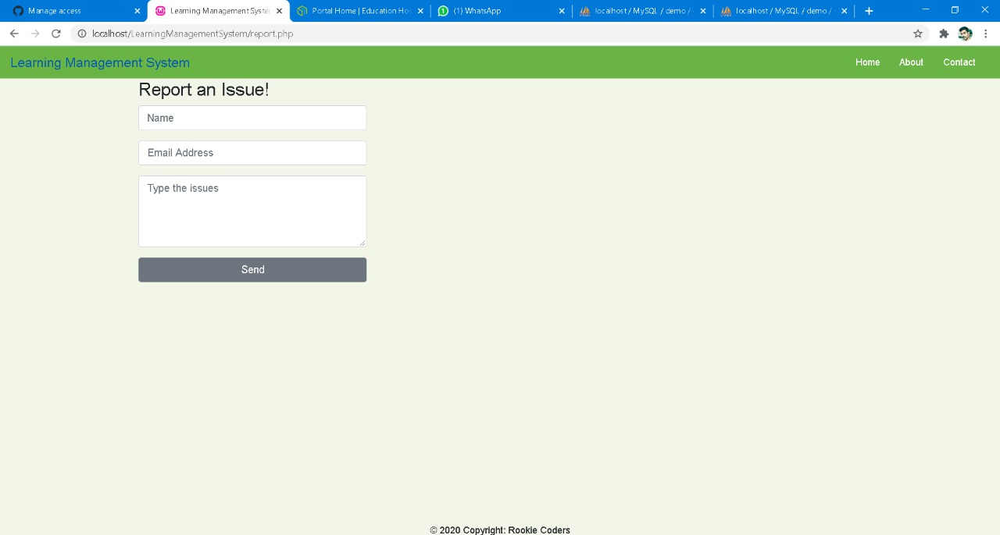 Manage access
Learning Management Syste
Portal Home | Education Ho
(1) WhatsApp
localhost / MySQL / demo /
localhost / MySQL / demo /
localhost/LearningManagementSystem/report.php
Learning Management System
Home
About
Contact
Report an Issue!
Name
Email Address
Type the issues
Send
© 2020 Copyright: Rookie Coders